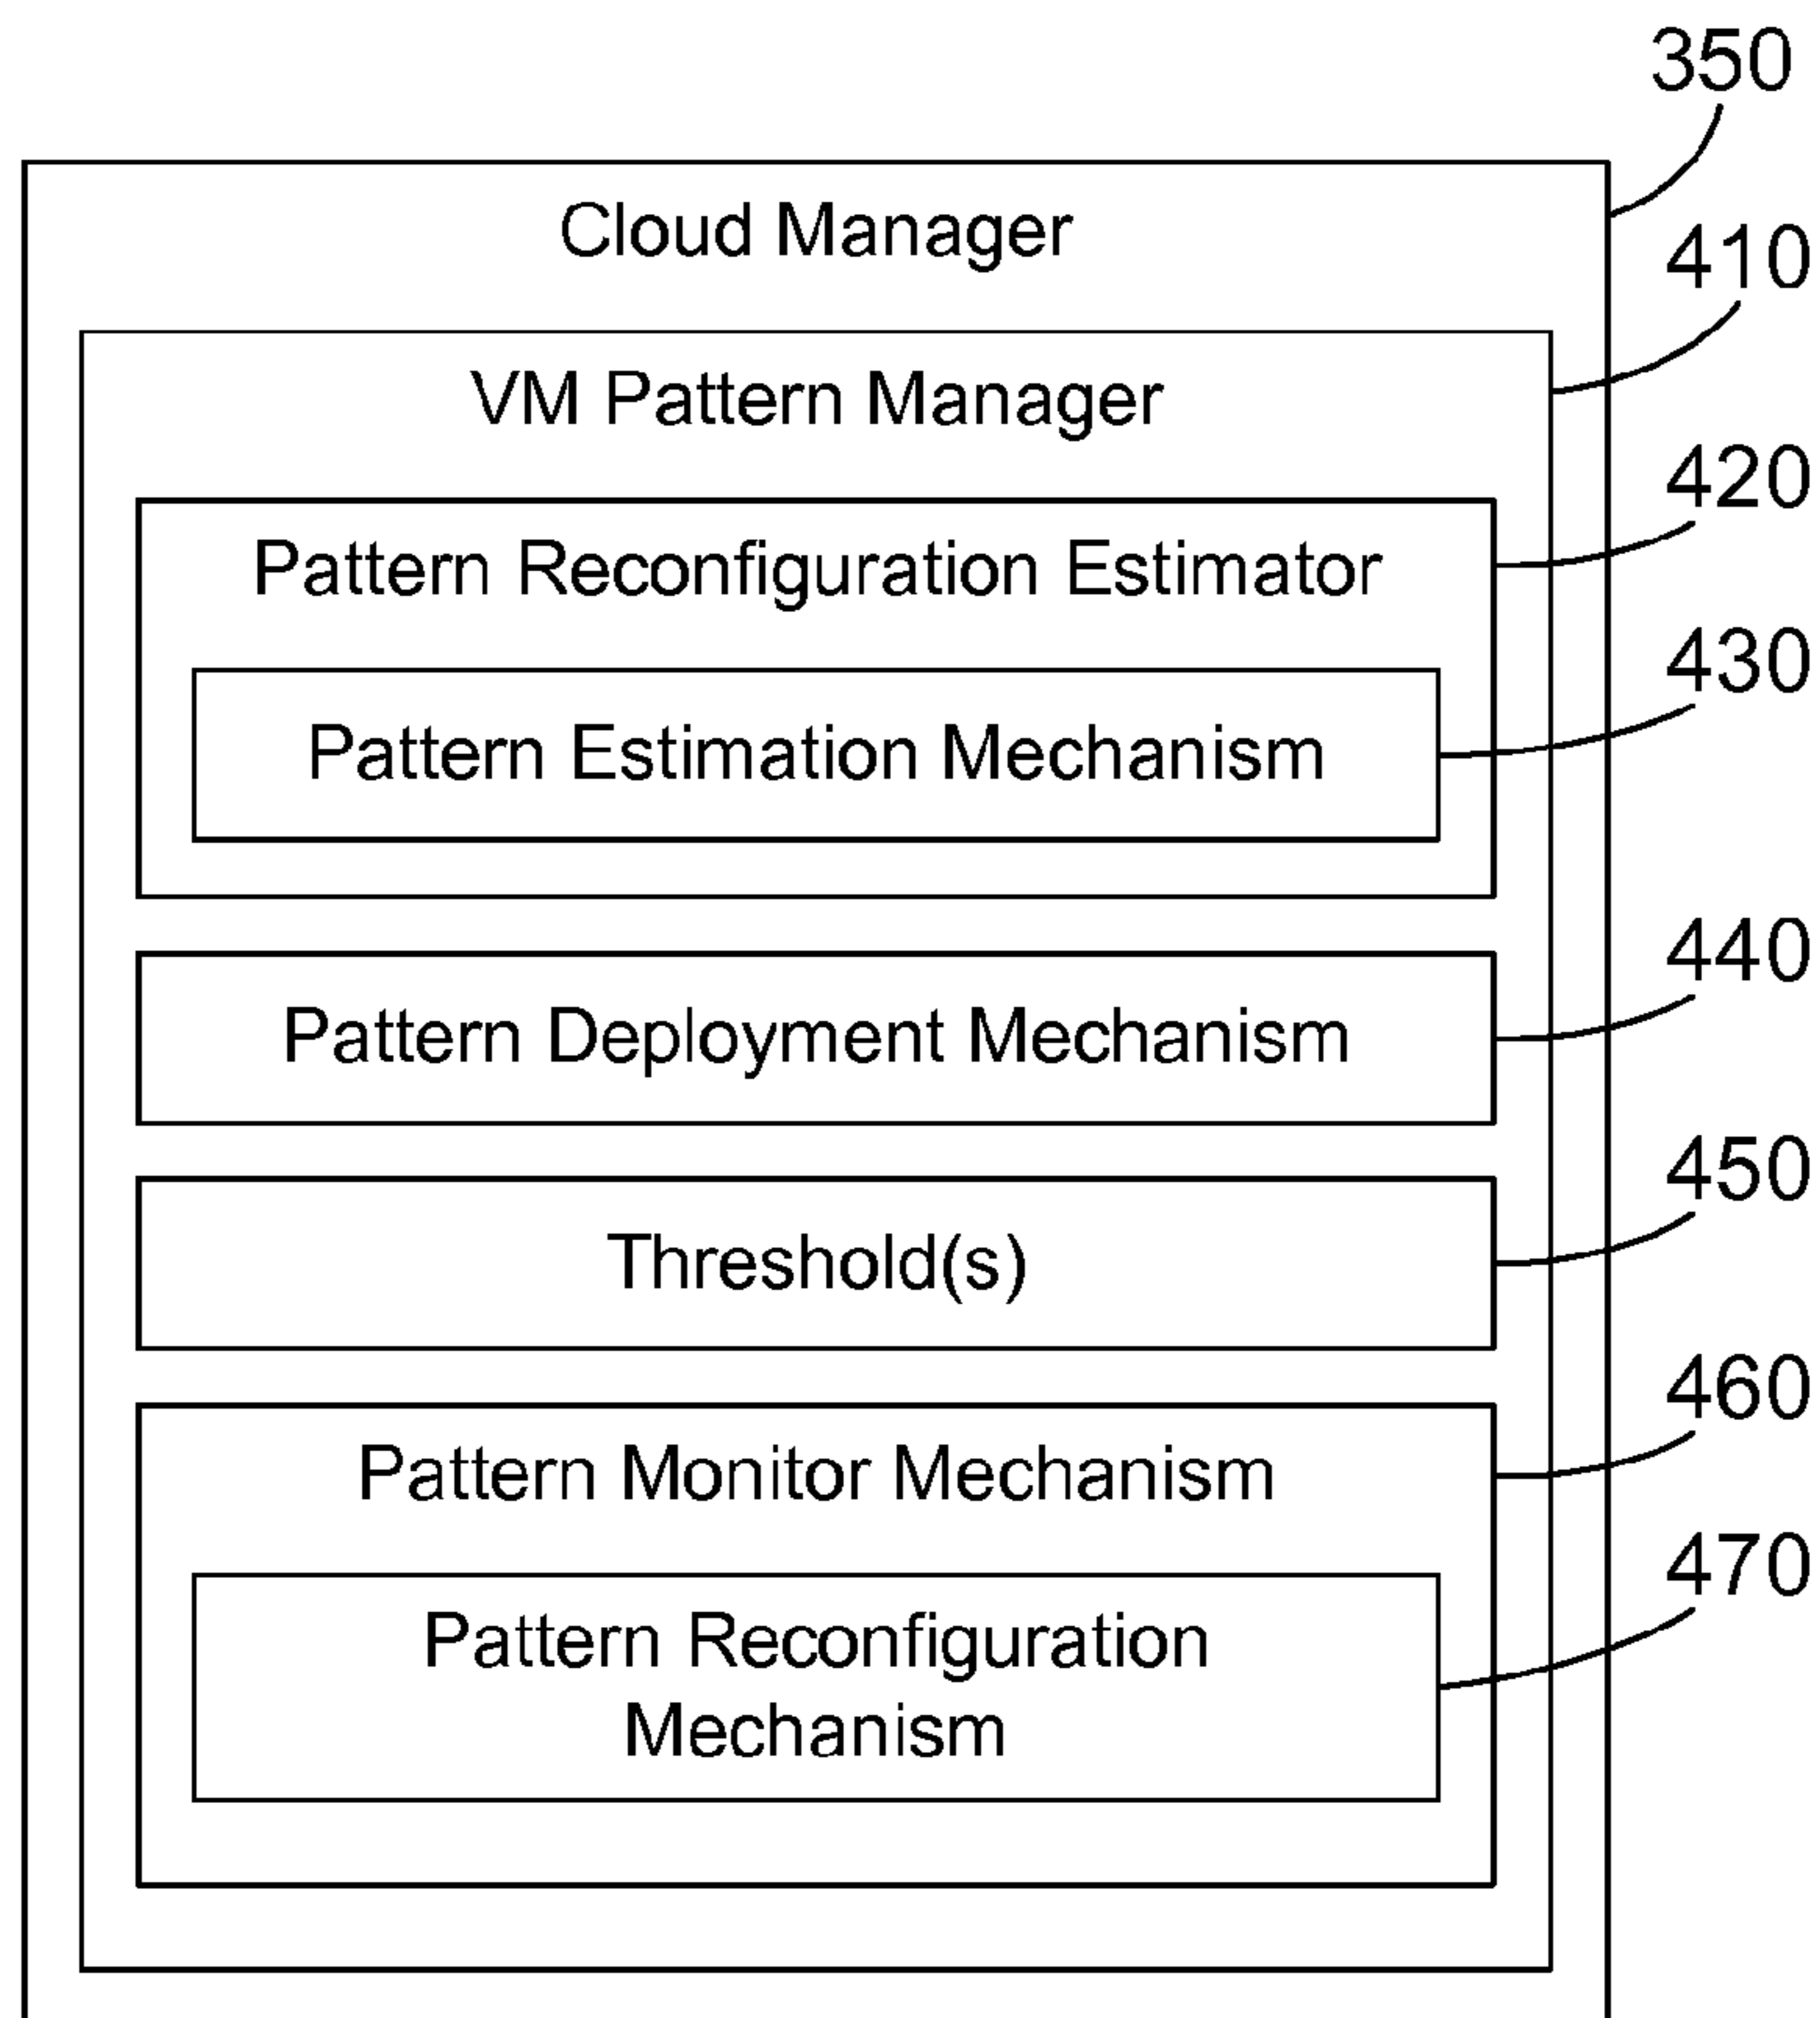 350
Cloud Manager
410
VM Pattern Manager
420
Pattern Reconfiguration Estimator
430
Pattern Estimation Mechanism
440
Pattern Deployment Mechanism
450
Threshold(s)
460
Pattern Monitor Mechanism
470
Pattern Reconfiguration
Mechanism